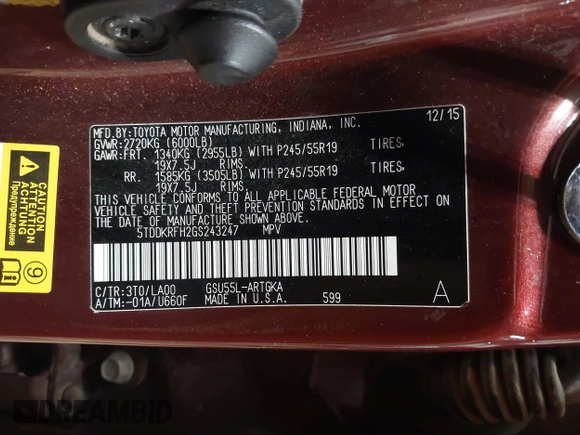 12/15
MFD.BY:TOYOTA MOTOR MANUFACTURING, INDIANA, INC.
GVWR:2720KG (6000LB)
GAWR:FRT. 1340KG (2955LB) WITH P245/55R19 TIRES,
19X7.5J RIMS.
RR. 1585KG (3505LB) WITH P245/55R19 TIRES,
19X7.5J RIMS.
THIS VEHICLE CONFORMS TO ALL APPLICABLE FEDERAL MOTOR
VEHICLE SAFETY AND THEFT PREVENTION STANDARDS IN EFFECT ON
THE DATE OF MANUFACTURE SHOWN ABOVE.
5TDDKRFH2GS243247 MPV
C/TR:3T0/LA00 GSU55L-ARTGKA
A/TM:-01A/U660F MADE IN U.S.A. 599
A
CAUTION
ATTENTION
ACHTUNG
Предупреждение
9
DREAMBID